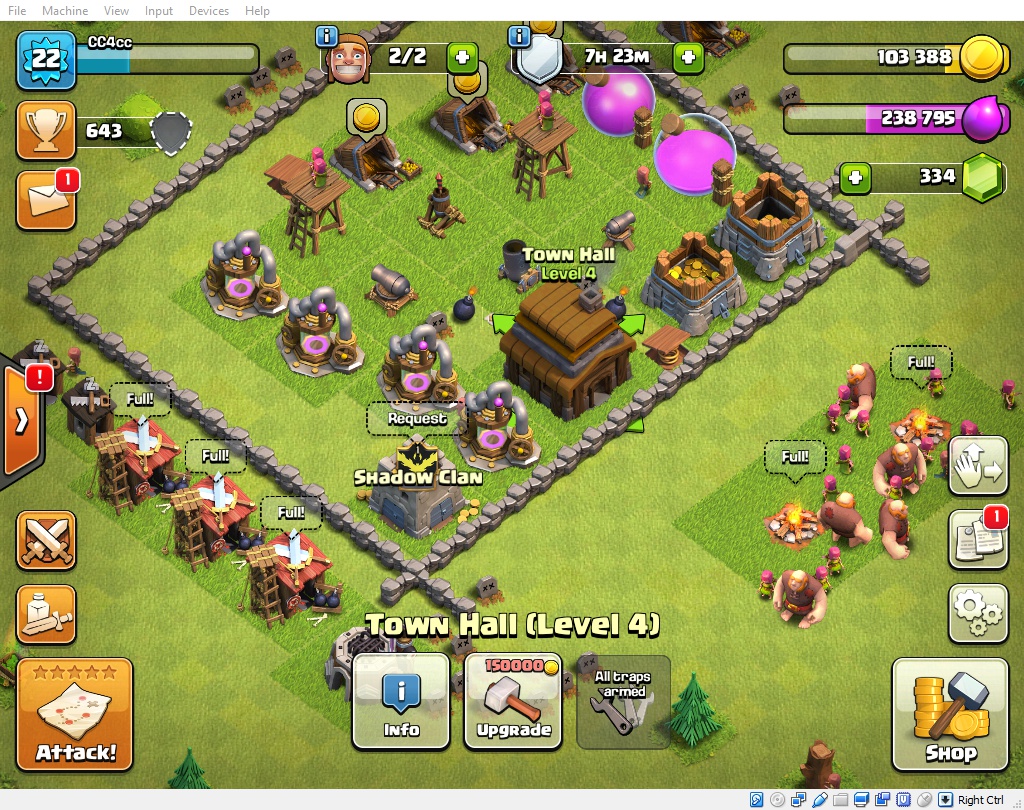 File Machine View Input Devices Help
22
CC4cc
i
2/2
i
7h 23m
103 388
643
238 795
1
334
Town Hall
Level 4
!
Full!
Full!
Request
Full!
Full!
Shadow Clan
Full!
1
Town Hall (Level 4)
150000
All traps
armed
i
Info
Upgrade
Attack!
Shop
Right Ctrl